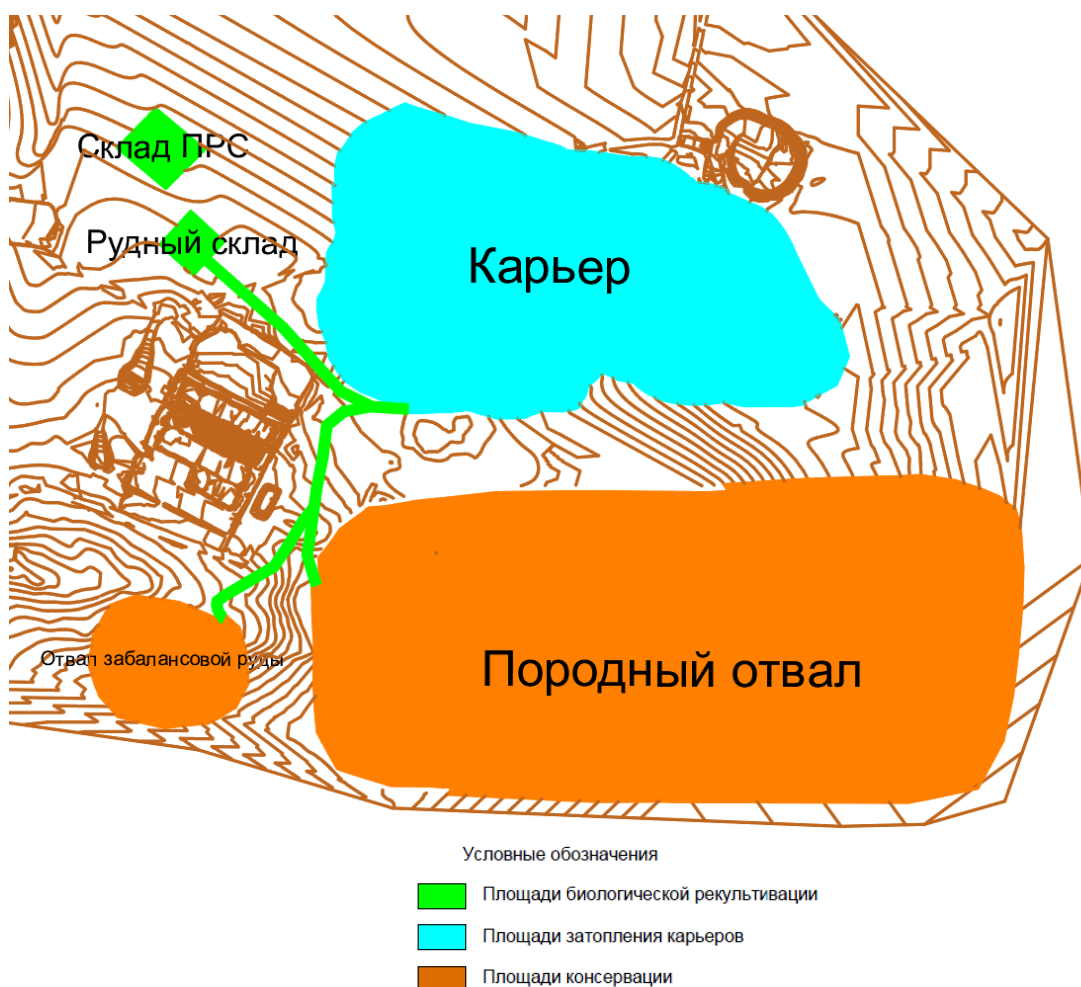 Склад ПРС
Рудный склад
Карьер
Отвал забалансовой руды
Породный отвал
Условные обозначения
Площади биологической рекультивации
Площади затопления карьеров
Площади консервации